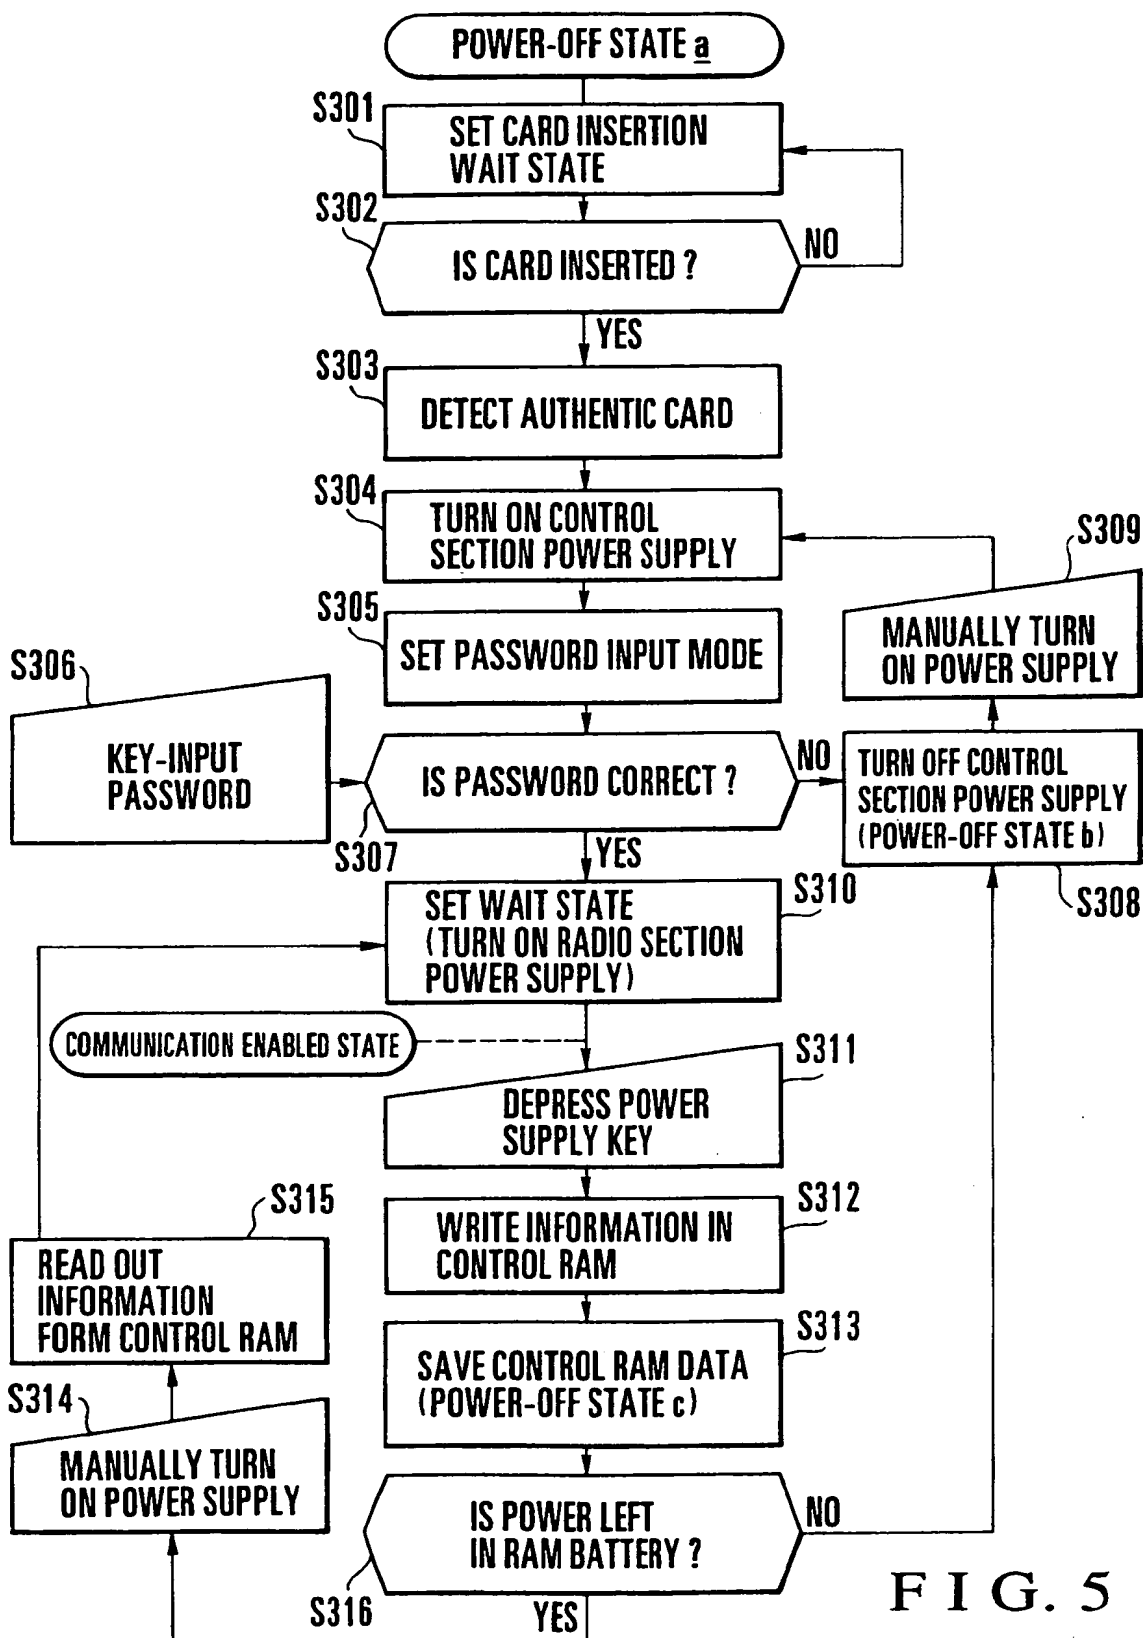 POWER-OFF STATE a
S301
SET CARD INSERTION
WAIT STATE
S302
IS CARD INSERTED ?
NO
YES
S303
DETECT AUTHENTIC CARD
S304
TURN ON CONTROL
SECTION POWER SUPPLY
S309
MANUALLY TURN
ON POWER SUPPLY
S305
SET PASSWORD INPUT MODE
S306
KEY-INPUT
PASSWORD
IS PASSWORD CORRECT ?
NO
S307
YES
TURN OFF CONTROL
SECTION POWER SUPPLY
(POWER-OFF STATE b)
S308
S310
SET WAIT STATE
(TURN ON RADIO SECTION
POWER SUPPLY)
COMMUNICATION ENABLED STATE
S311
DEPRESS POWER
SUPPLY KEY
S312
WRITE INFORMATION IN
CONTROL RAM
S315
READ OUT
INFORMATION
FORM CONTROL RAM
S313
SAVE CONTROL RAM DATA
(POWER-OFF STATE c)
S314
MANUALLY TURN
ON POWER SUPPLY
IS POWER LEFT
IN RAM BATTERY ?
NO
S316
YES
FIG. 5